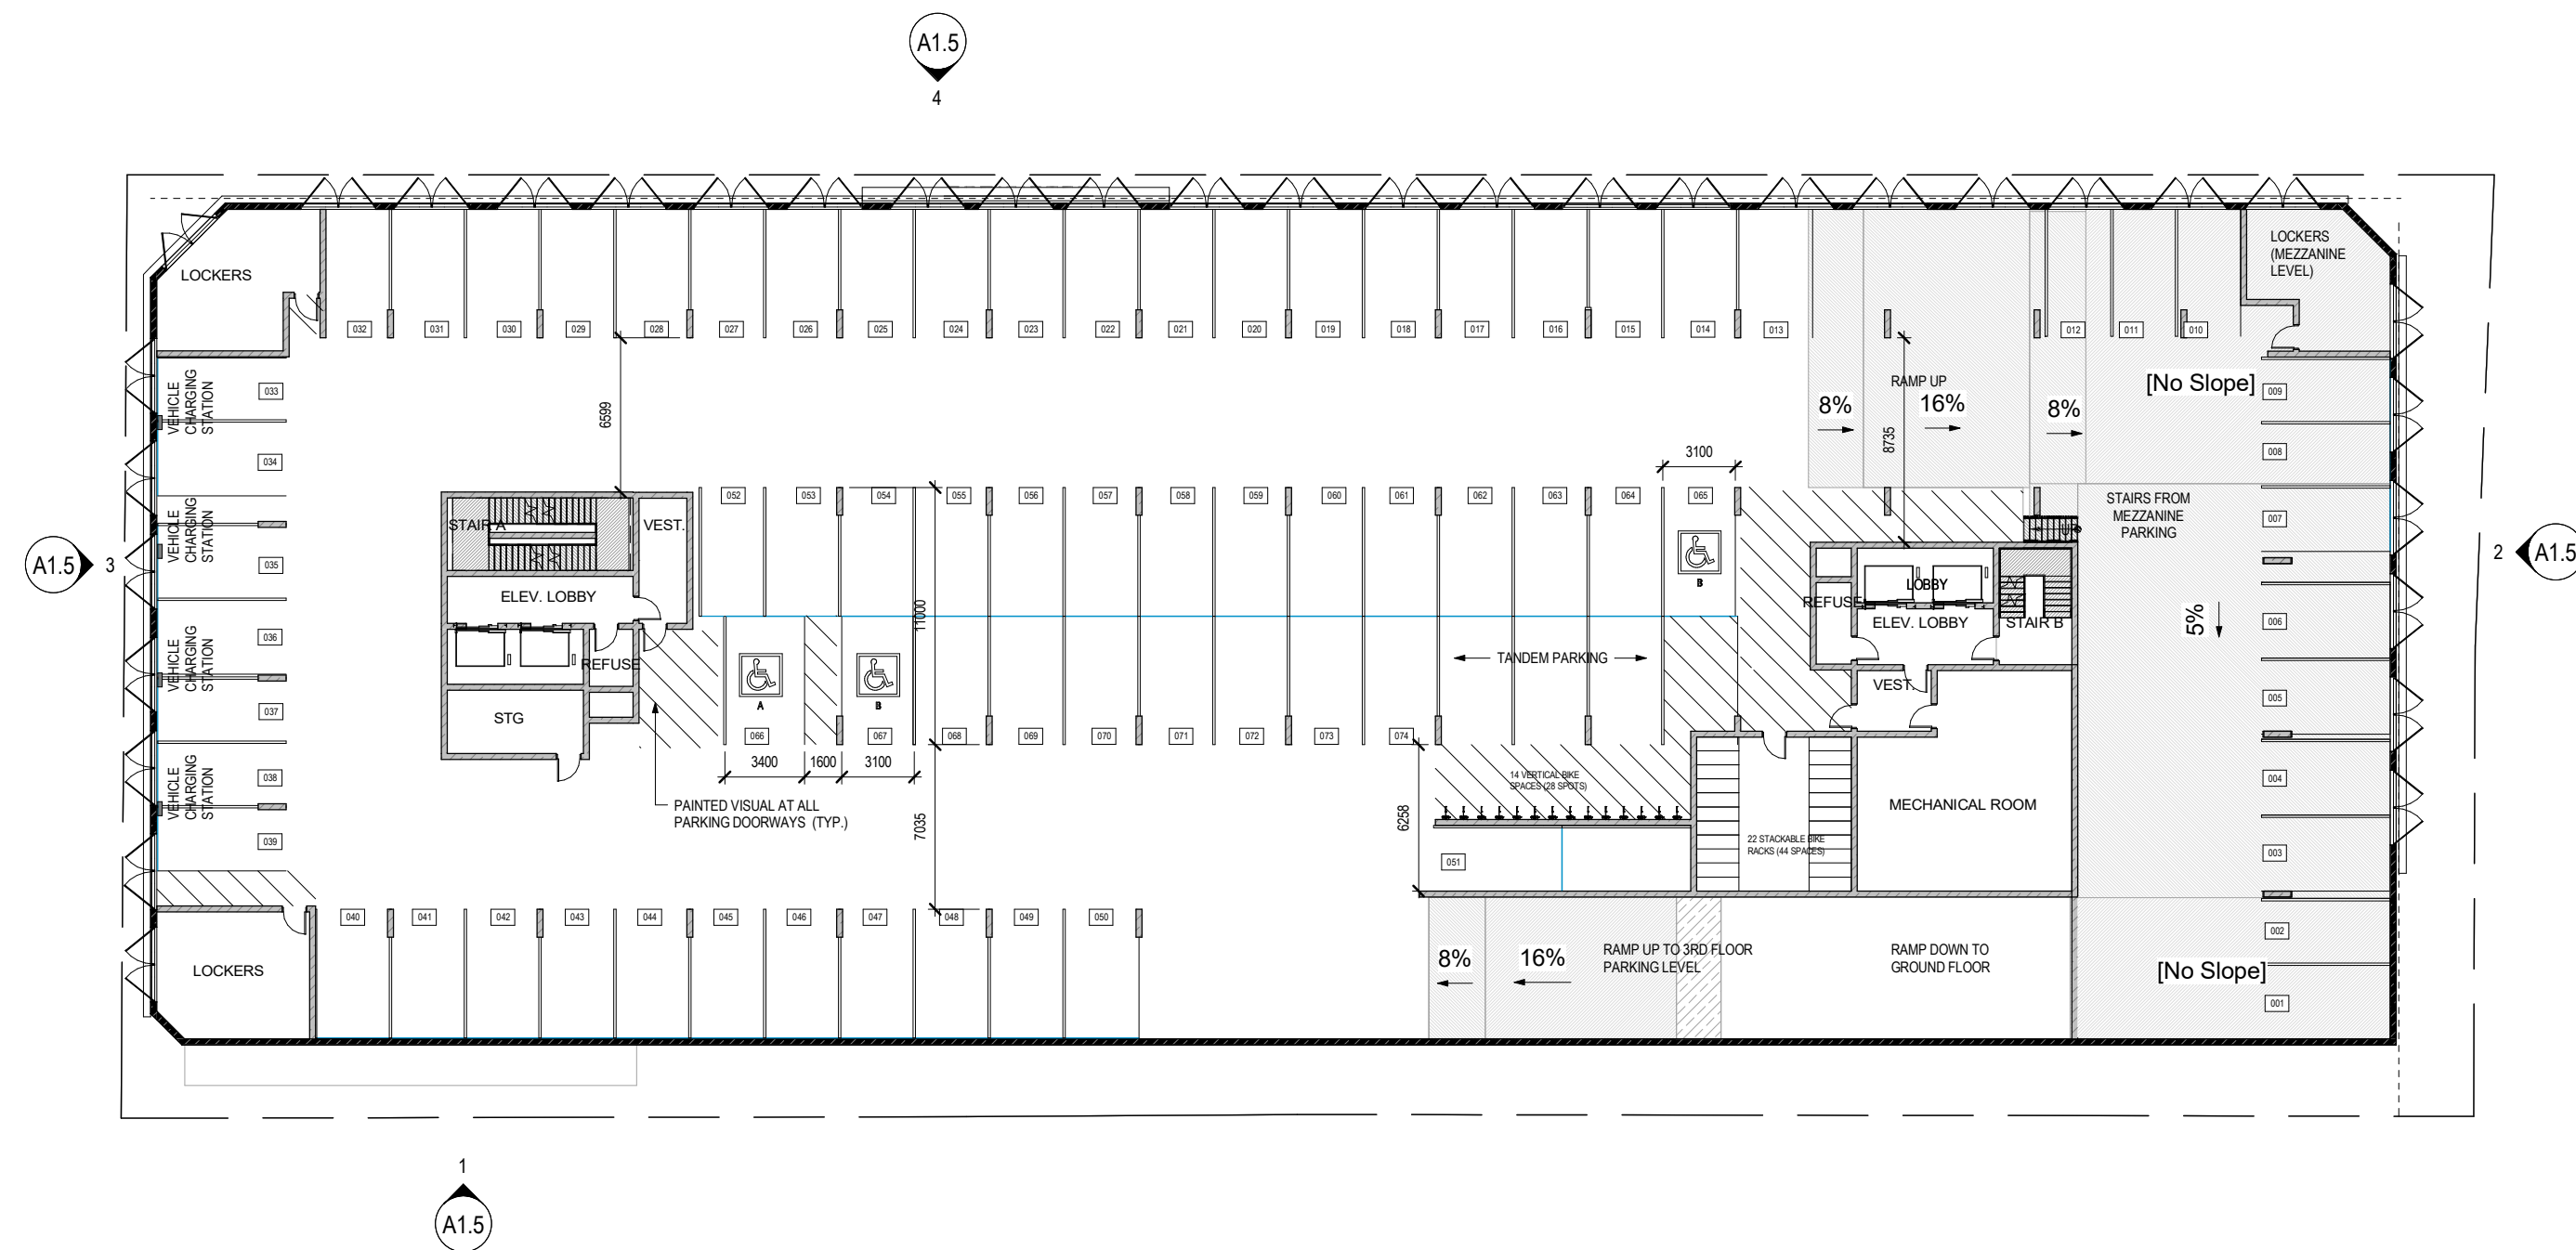 A1.5
4
LOCKERS
LOCKERS
(MEZZANINE
LEVEL)
032
031
030
029
028
027
026
025
024
023
022
021
020
019
018
017
016
015
014
013
012
011
010
VEHICLE
CHARGING
STATION
033
6599
RAMP UP
8%
16%
8%
8735
[No Slope]
009
034
3100
008
052
053
054
055
056
057
058
059
060
061
062
063
064
065
STAIRS FROM
MEZZANINE
PARKING
VEHICLE
CHARGING
STATION
STAIR A
VEST.
UP
007
A1.5
3
2
A1.5
035
B
ELEV. LOBBY
11000
LOBBY
REFUSE
ELEV. LOBBY
STAIR B
5%
006
036
VEHICLE
CHARGING
STATION
REFUSE
TANDEM PARKING
VEST.
A
B
005
037
STG
066
067
068
069
070
071
072
073
074
3400
1600
3100
VEHICLE
CHARGING
STATION
038
14 VERTICAL BIKE
SPACES (28 SPOTS)
004
PAINTED VISUAL AT ALL
PARKING DOORWAYS (TYP.)
7035
6258
MECHANICAL ROOM
039
22 STACKABLE BIKE
RACKS (44 SPACES)
051
003
040
041
042
043
044
045
046
047
048
049
050
002
8%
16%
RAMP UP TO 3RD FLOOR
PARKING LEVEL
RAMP DOWN TO
GROUND FLOOR
LOCKERS
[No Slope]
001
1
A1.5